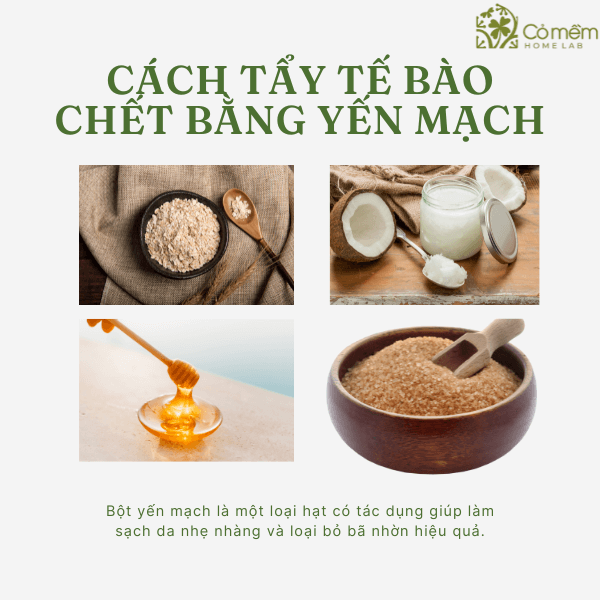 Cỏ mềm
HOME LAB
CÁCH TẨY TẾ BÀO
CHẾT BẰNG YẾN MẠCH
Bột yến mạch là một loại hạt có tác dụng giúp làm
sạch da nhẹ nhàng và loại bỏ bã nhờn hiệu quả.